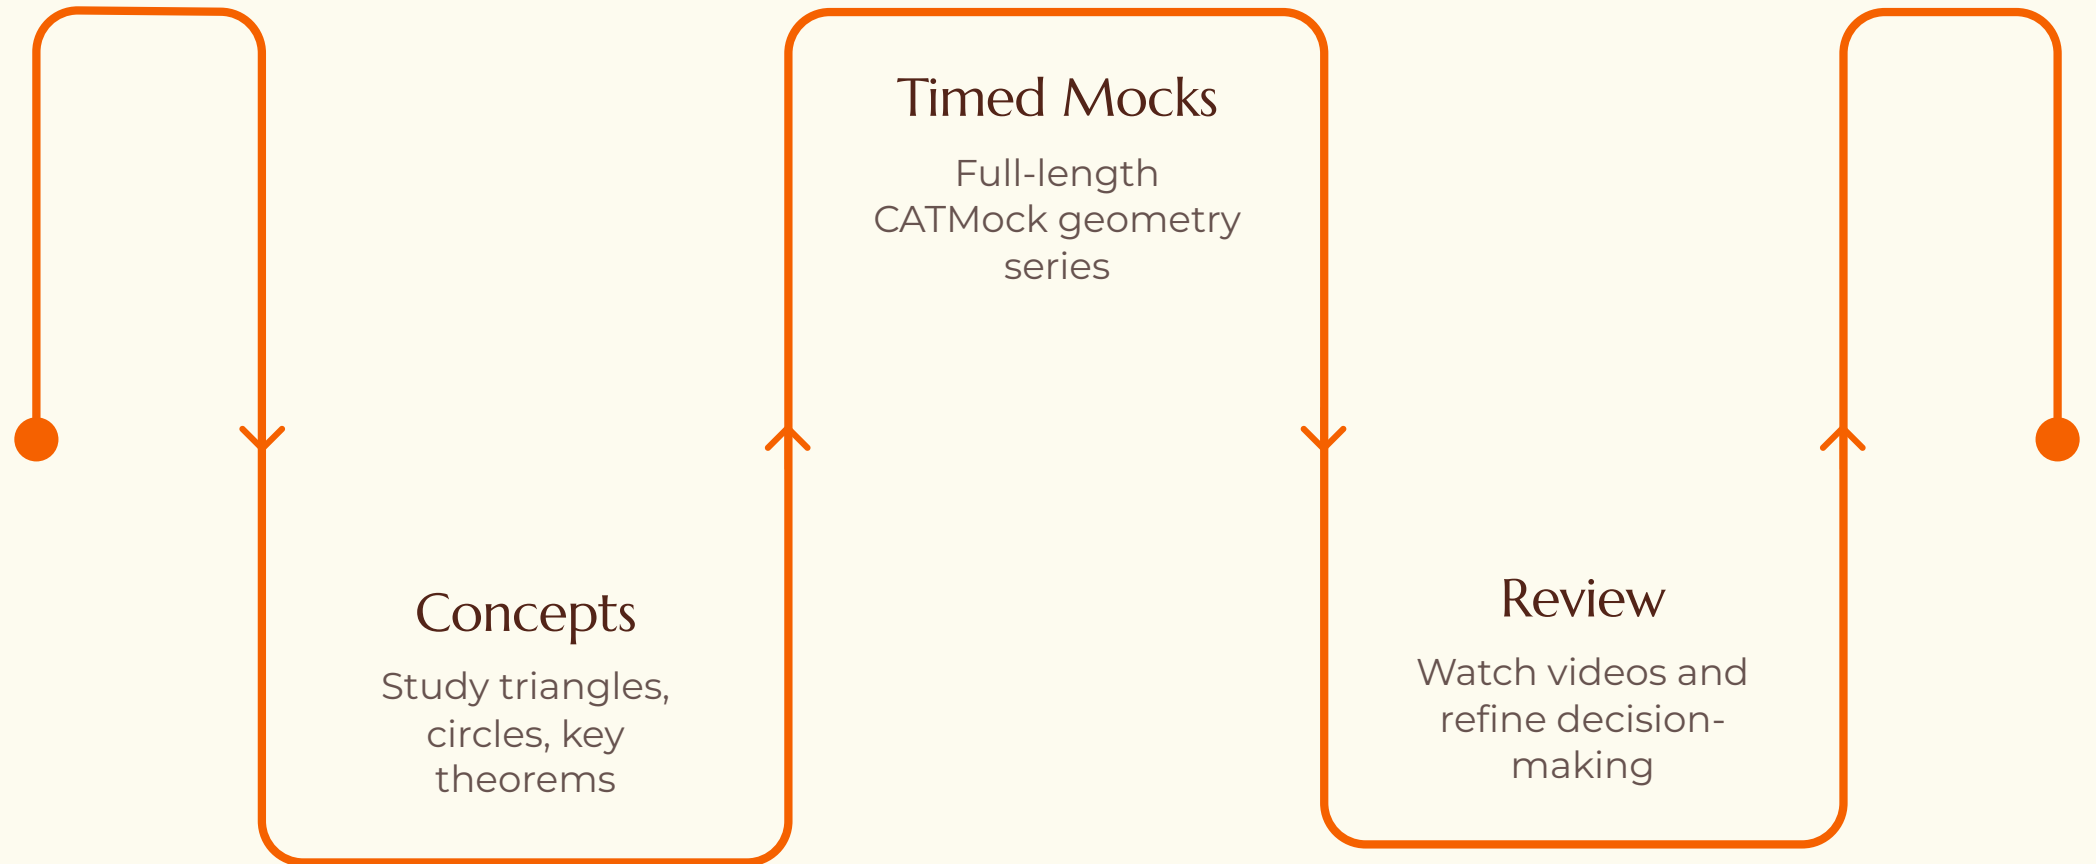 Concepts
Study triangles,
circles, key
theorems
Timed Mocks
Full-length
CATMock geometry
series
Review
Watch videos and
refine decision-
making